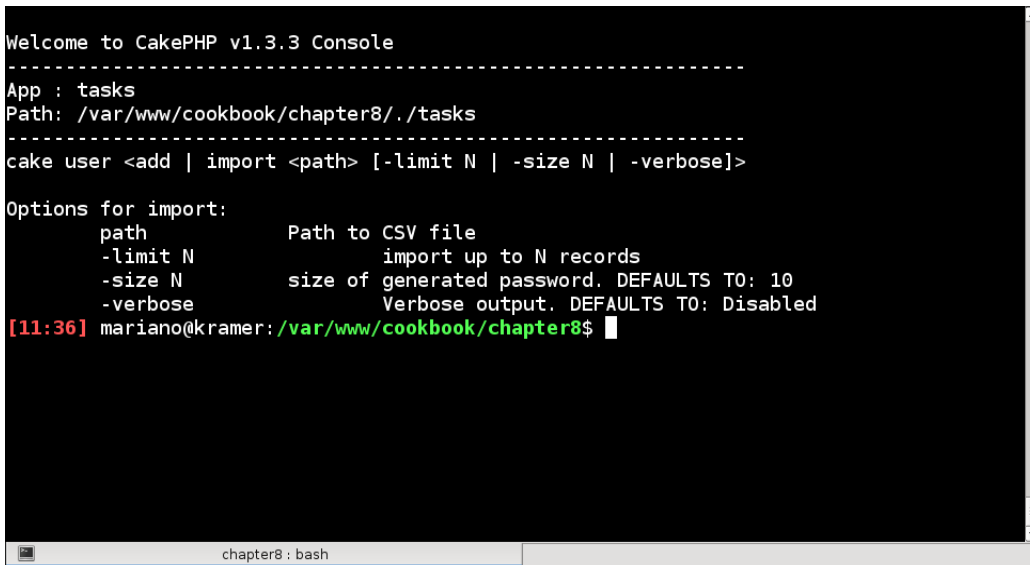 Welcome to CakePHP v1.3.3 Console
---------------------------------------------------------------
App : tasks
Path: /var/www/cookbook/chapter8/./tasks
---------------------------------------------------------------
cake user <add | import <path> [-limit N | -size N | -verbose]>
Options for import:
path Path to CSV file
-limit N import up to N records
-size N size of generated password. DEFAULTS TO: 10
-verbose Verbose output. DEFAULTS TO: Disabled
[11:36] mariano@kramer:/var/www/cookbook/chapter8$
chapter8 : bash